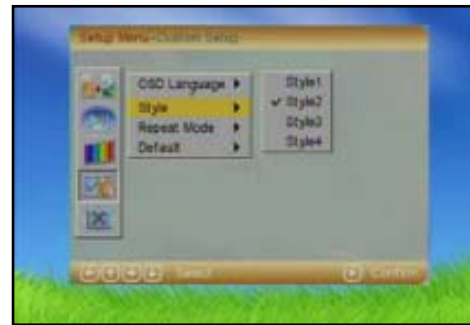 Setup Menu-Custom Setup
OSD Language
Style
Repeat Mode
Default
Style1
Style2
Style3
Style4
Select
Confirm